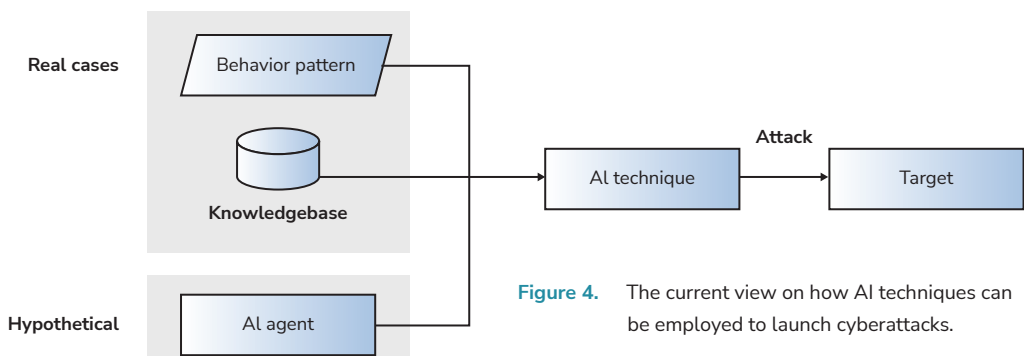 Real cases
Behavior pattern
Knowledgebase
Hypothetical
AI agent
AI technique
Attack
Target
Figure 4. The current view on how AI techniques can
be employed to launch cyberattacks.